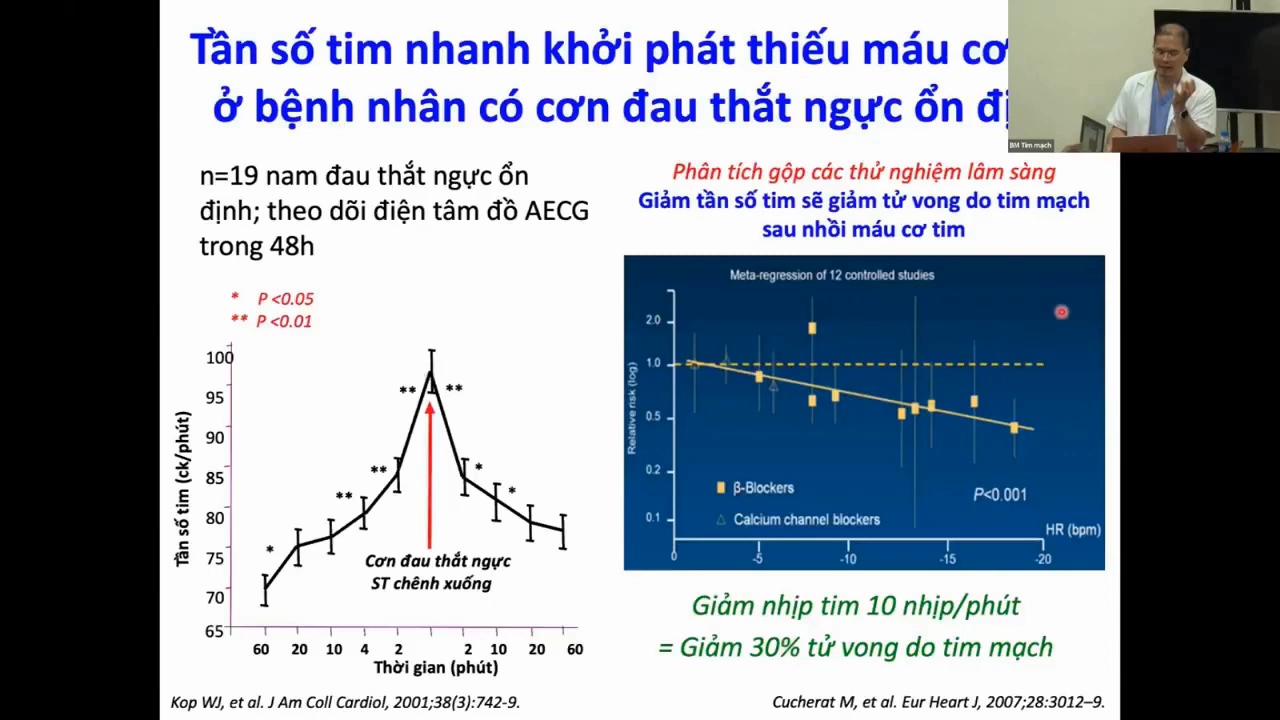 Tần số tim nhanh khởi phát thiếu máu cơ
ở bệnh nhân có cơn đau thắt ngực ổn
BM Tim mạch
n=19 nam đau thắt ngực ổn
định; theo dõi điện tâm đồ AECG
trong 48h
* P <0.05
** P <0.01
100
95
90
85
80
75
70
65
Tần số tim (ck/phút)
*
**
**
**
**
*
*
Cơn đau thắt ngực
ST chênh xuống
60 20 10 4 2 2 10 20 60
Thời gian (phút)
Kop WJ, et al. J Am Coll Cardiol, 2001;38(3):742-9.
Phân tích gộp các thử nghiệm lâm sàng
Giảm tần số tim sẽ giảm tử vong do tim mạch
sau nhồi máu cơ tim
Meta-regression of 12 controlled studies
2.0
1.0
0.5
0.2
0.1
Relative risk (log)
β-Blockers
Calcium channel blockers
P<0.001
HR (bpm)
0 -5 -10 -15 -20
Giảm nhịp tim 10 nhịp/phút
= Giảm 30% tử vong do tim mạch
Cucherat M, et al. Eur Heart J, 2007;28:3012–9.